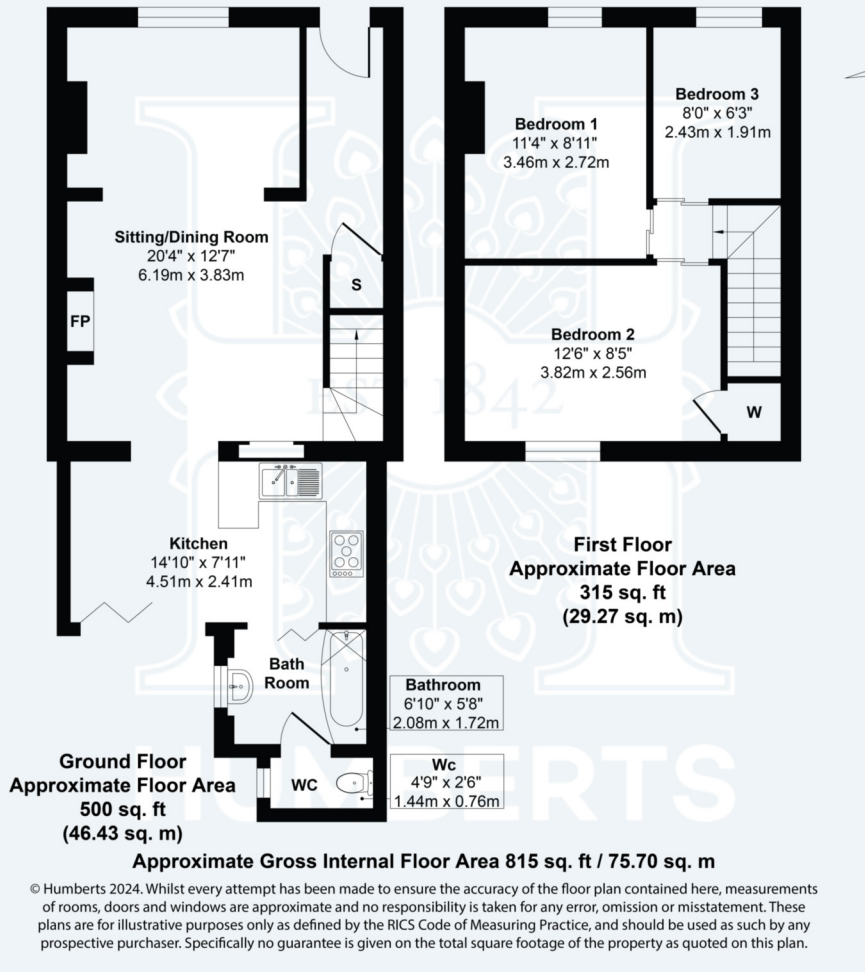 Bedroom 1
11'4" x 8'11"
3.46m x 2.72m
Bedroom 3
8'0" x 6'3"
2.43m x 1.91m
Sitting/Dining Room
20'4" x 12'7"
6.19m x 3.83m
S
FP
Bedroom 2
12'6" x 8'5"
3.82m x 2.56m
W
EST 1842
Kitchen
14'10" x 7'11"
4.51m x 2.41m
First Floor
Approximate Floor Area
315 sq. ft
(29.27 sq. m)
Bath
Room
Bathroom
6'10" x 5'8"
2.08m x 1.72m
Ground Floor
Approximate Floor Area
500 sq. ft
(46.43 sq. m)
WC
Wc
4'9" x 2'6"
1.44m x 0.76m
HUMBERTS
Approximate Gross Internal Floor Area 815 sq. ft / 75.70 sq. m
© Humberts 2024. Whilst every attempt has been made to ensure the accuracy of the floor plan contained here, measurements
of rooms, doors and windows are approximate and no responsibility is taken for any error, omission or misstatement. These
plans are for illustrative purposes only as defined by the RICS Code of Measuring Practice, and should be used as such by any
prospective purchaser. Specifically no guarantee is given on the total square footage of the property as quoted on this plan.